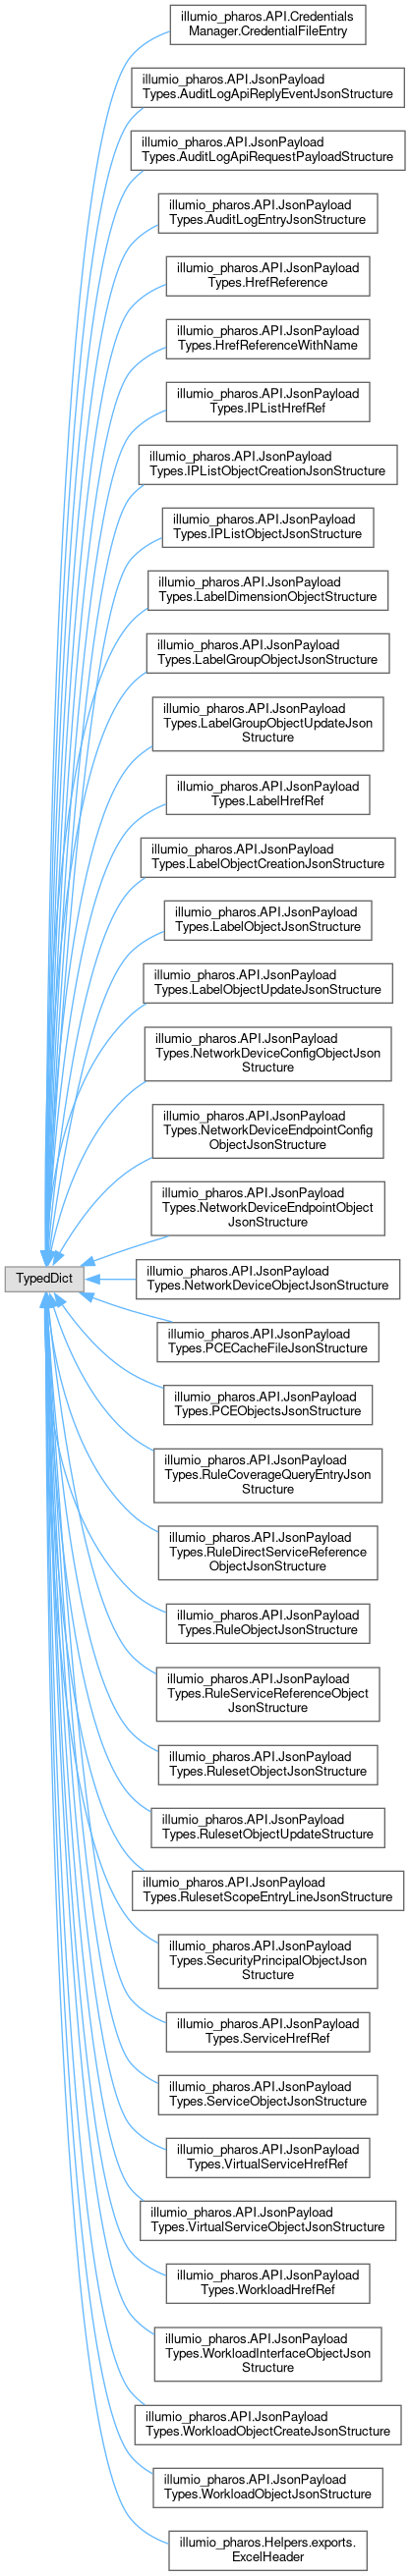 illumio_pharos.API.Credentials
Manager.CredentialFileEntry
illumio_pharos.API.JsonPayload
Types.AuditLogApiReplyEventJsonStructure
illumio_pharos.API.JsonPayload
Types.AuditLogApiRequestPayloadStructure
illumio_pharos.API.JsonPayload
Types.AuditLogEntryJsonStructure
illumio_pharos.API.JsonPayload
Types.HrefReference
illumio_pharos.API.JsonPayload
Types.HrefReferenceWithName
illumio_pharos.API.JsonPayload
Types.IPListHrefRef
illumio_pharos.API.JsonPayload
Types.IPListObjectCreationJsonStructure
illumio_pharos.API.JsonPayload
Types.IPListObjectJsonStructure
illumio_pharos.API.JsonPayload
Types.LabelDimensionObjectStructure
illumio_pharos.API.JsonPayload
Types.LabelGroupObjectJsonStructure
illumio_pharos.API.JsonPayload
Types.LabelGroupObjectUpdateJson
Structure
illumio_pharos.API.JsonPayload
Types.LabelHrefRef
illumio_pharos.API.JsonPayload
Types.LabelObjectCreationJsonStructure
illumio_pharos.API.JsonPayload
Types.LabelObjectJsonStructure
illumio_pharos.API.JsonPayload
Types.LabelObjectUpdateJsonStructure
illumio_pharos.API.JsonPayload
Types.NetworkDeviceConfigObjectJson
Structure
illumio_pharos.API.JsonPayload
Types.NetworkDeviceEndpointConfig
ObjectJsonStructure
illumio_pharos.API.JsonPayload
Types.NetworkDeviceEndpointObject
JsonStructure
TypedDict
illumio_pharos.API.JsonPayload
Types.NetworkDeviceObjectJsonStructure
illumio_pharos.API.JsonPayload
Types.PCECacheFileJsonStructure
illumio_pharos.API.JsonPayload
Types.PCEObjectsJsonStructure
illumio_pharos.API.JsonPayload
Types.RuleCoverageQueryEntryJson
Structure
illumio_pharos.API.JsonPayload
Types.RuleDirectServiceReference
ObjectJsonStructure
illumio_pharos.API.JsonPayload
Types.RuleObjectJsonStructure
illumio_pharos.API.JsonPayload
Types.RuleServiceReferenceObject
JsonStructure
illumio_pharos.API.JsonPayload
Types.RulesetObjectJsonStructure
illumio_pharos.API.JsonPayload
Types.RulesetObjectUpdateStructure
illumio_pharos.API.JsonPayload
Types.RulesetScopeEntryLineJsonStructure
illumio_pharos.API.JsonPayload
Types.SecurityPrincipalObjectJson
Structure
illumio_pharos.API.JsonPayload
Types.ServiceHrefRef
illumio_pharos.API.JsonPayload
Types.ServiceObjectJsonStructure
illumio_pharos.API.JsonPayload
Types.VirtualServiceHrefRef
illumio_pharos.API.JsonPayload
Types.VirtualServiceObjectJsonStructure
illumio_pharos.API.JsonPayload
Types.WorkloadHrefRef
illumio_pharos.API.JsonPayload
Types.WorkloadInterfaceObjectJson
Structure
illumio_pharos.API.JsonPayload
Types.WorkloadObjectCreateJsonStructure
illumio_pharos.API.JsonPayload
Types.WorkloadObjectJsonStructure
illumio_pharos.Helpers.exports.
ExcelHeader